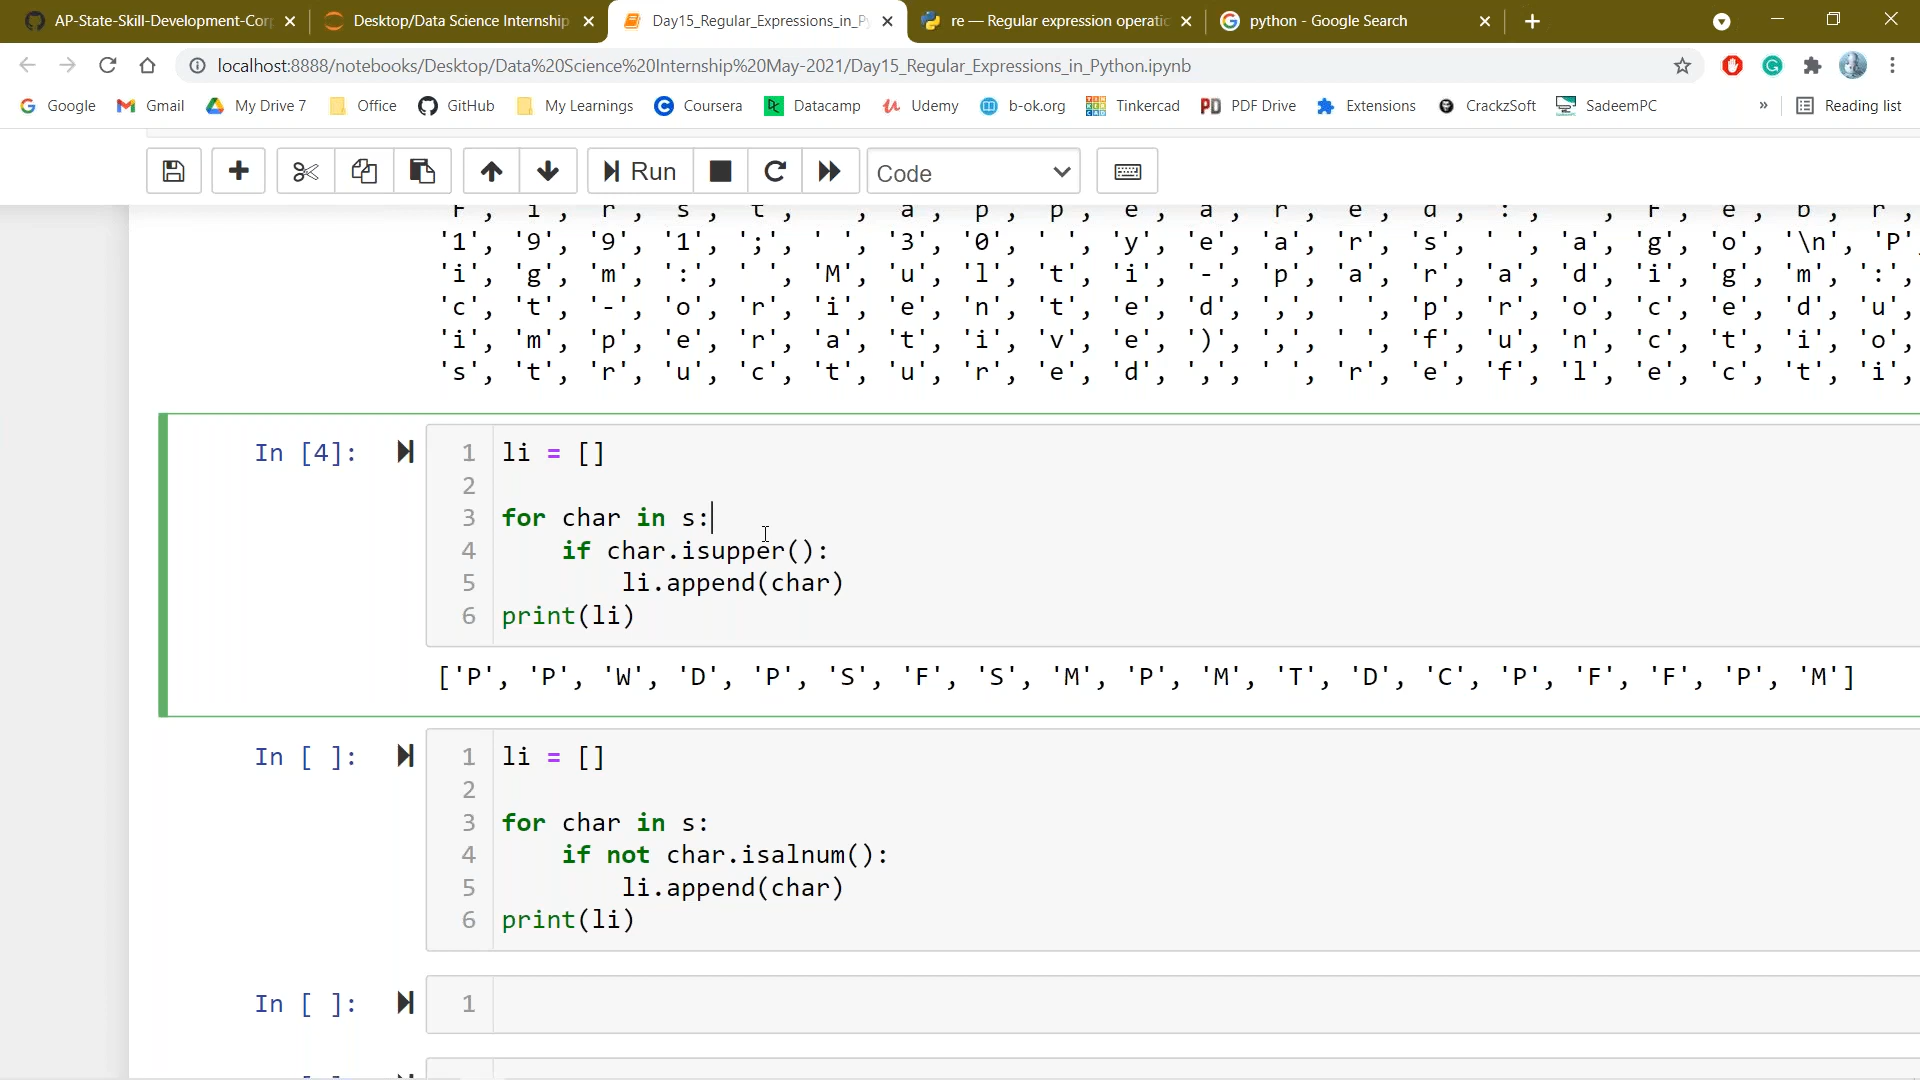 AP-State-Skill-Development-Corp
Desktop/Data Science Internship
Day15_Regular_Expressions_in_P
re — Regular expression operatic
python - Google Search
localhost:8888/notebooks/Desktop/Data%20Science%20Internship%20May-2021/Day15_Regular_Expressions_in_Python.ipynb
Google Gmail My Drive 7 Office GitHub My Learnings Coursera Datacamp Udemy b-ok.org Tinkercad PDF Drive Extensions CrackzSoft SadeemPC » Reading list
Run Code
'1', '9', '9', '1', ';', ' ', '3', '0', ' ', 'y', 'e', 'a', 'r', 's', ' ', 'a', 'g', 'o', '\n', 'P'
'i', 'g', 'm', ':', ' ', 'M', 'u', 'l', 't', 'i', '-', 'p', 'a', 'r', 'a', 'd', 'i', 'g', 'm', ':',
'c', 't', '-', 'o', 'r', 'i', 'e', 'n', 't', 'e', 'd', ',', ' ', 'p', 'r', 'o', 'c', 'e', 'd', 'u',
'i', 'm', 'p', 'e', 'r', 'a', 't', 'i', 'v', 'e', ')', ',', ' ', 'f', 'u', 'n', 'c', 't', 'i', 'o',
's', 't', 'r', 'u', 'c', 't', 'u', 'r', 'e', 'd', ',', ' ', 'r', 'e', 'f', 'l', 'e', 'c', 't', 'i',
In [4]:
1 li = []
2
3 for char in s:
4 if char.isupper():
5 li.append(char)
6 print(li)
['P', 'P', 'W', 'D', 'P', 'S', 'F', 'S', 'M', 'P', 'M', 'T', 'D', 'C', 'P', 'F', 'F', 'P', 'M']
In [ ]:
1 li = []
2
3 for char in s:
4 if not char.isalnum():
5 li.append(char)
6 print(li)
In [ ]:
1